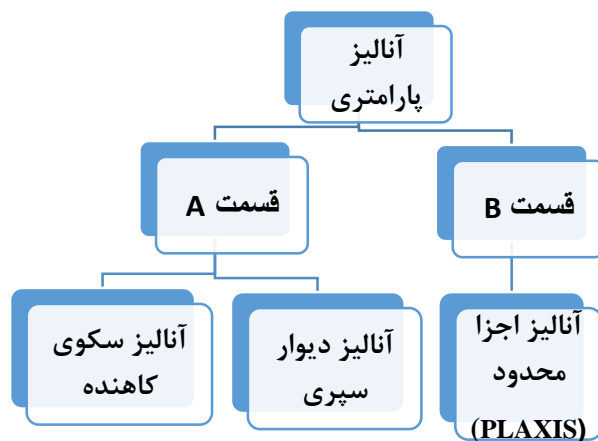 آنالیز
پارامتری
قسمت A
قسمت B
آنالیز سکوی
کاهنده
آنالیز دیوار
سپری
آنالیز اجزا
محدود
(PLAXIS)